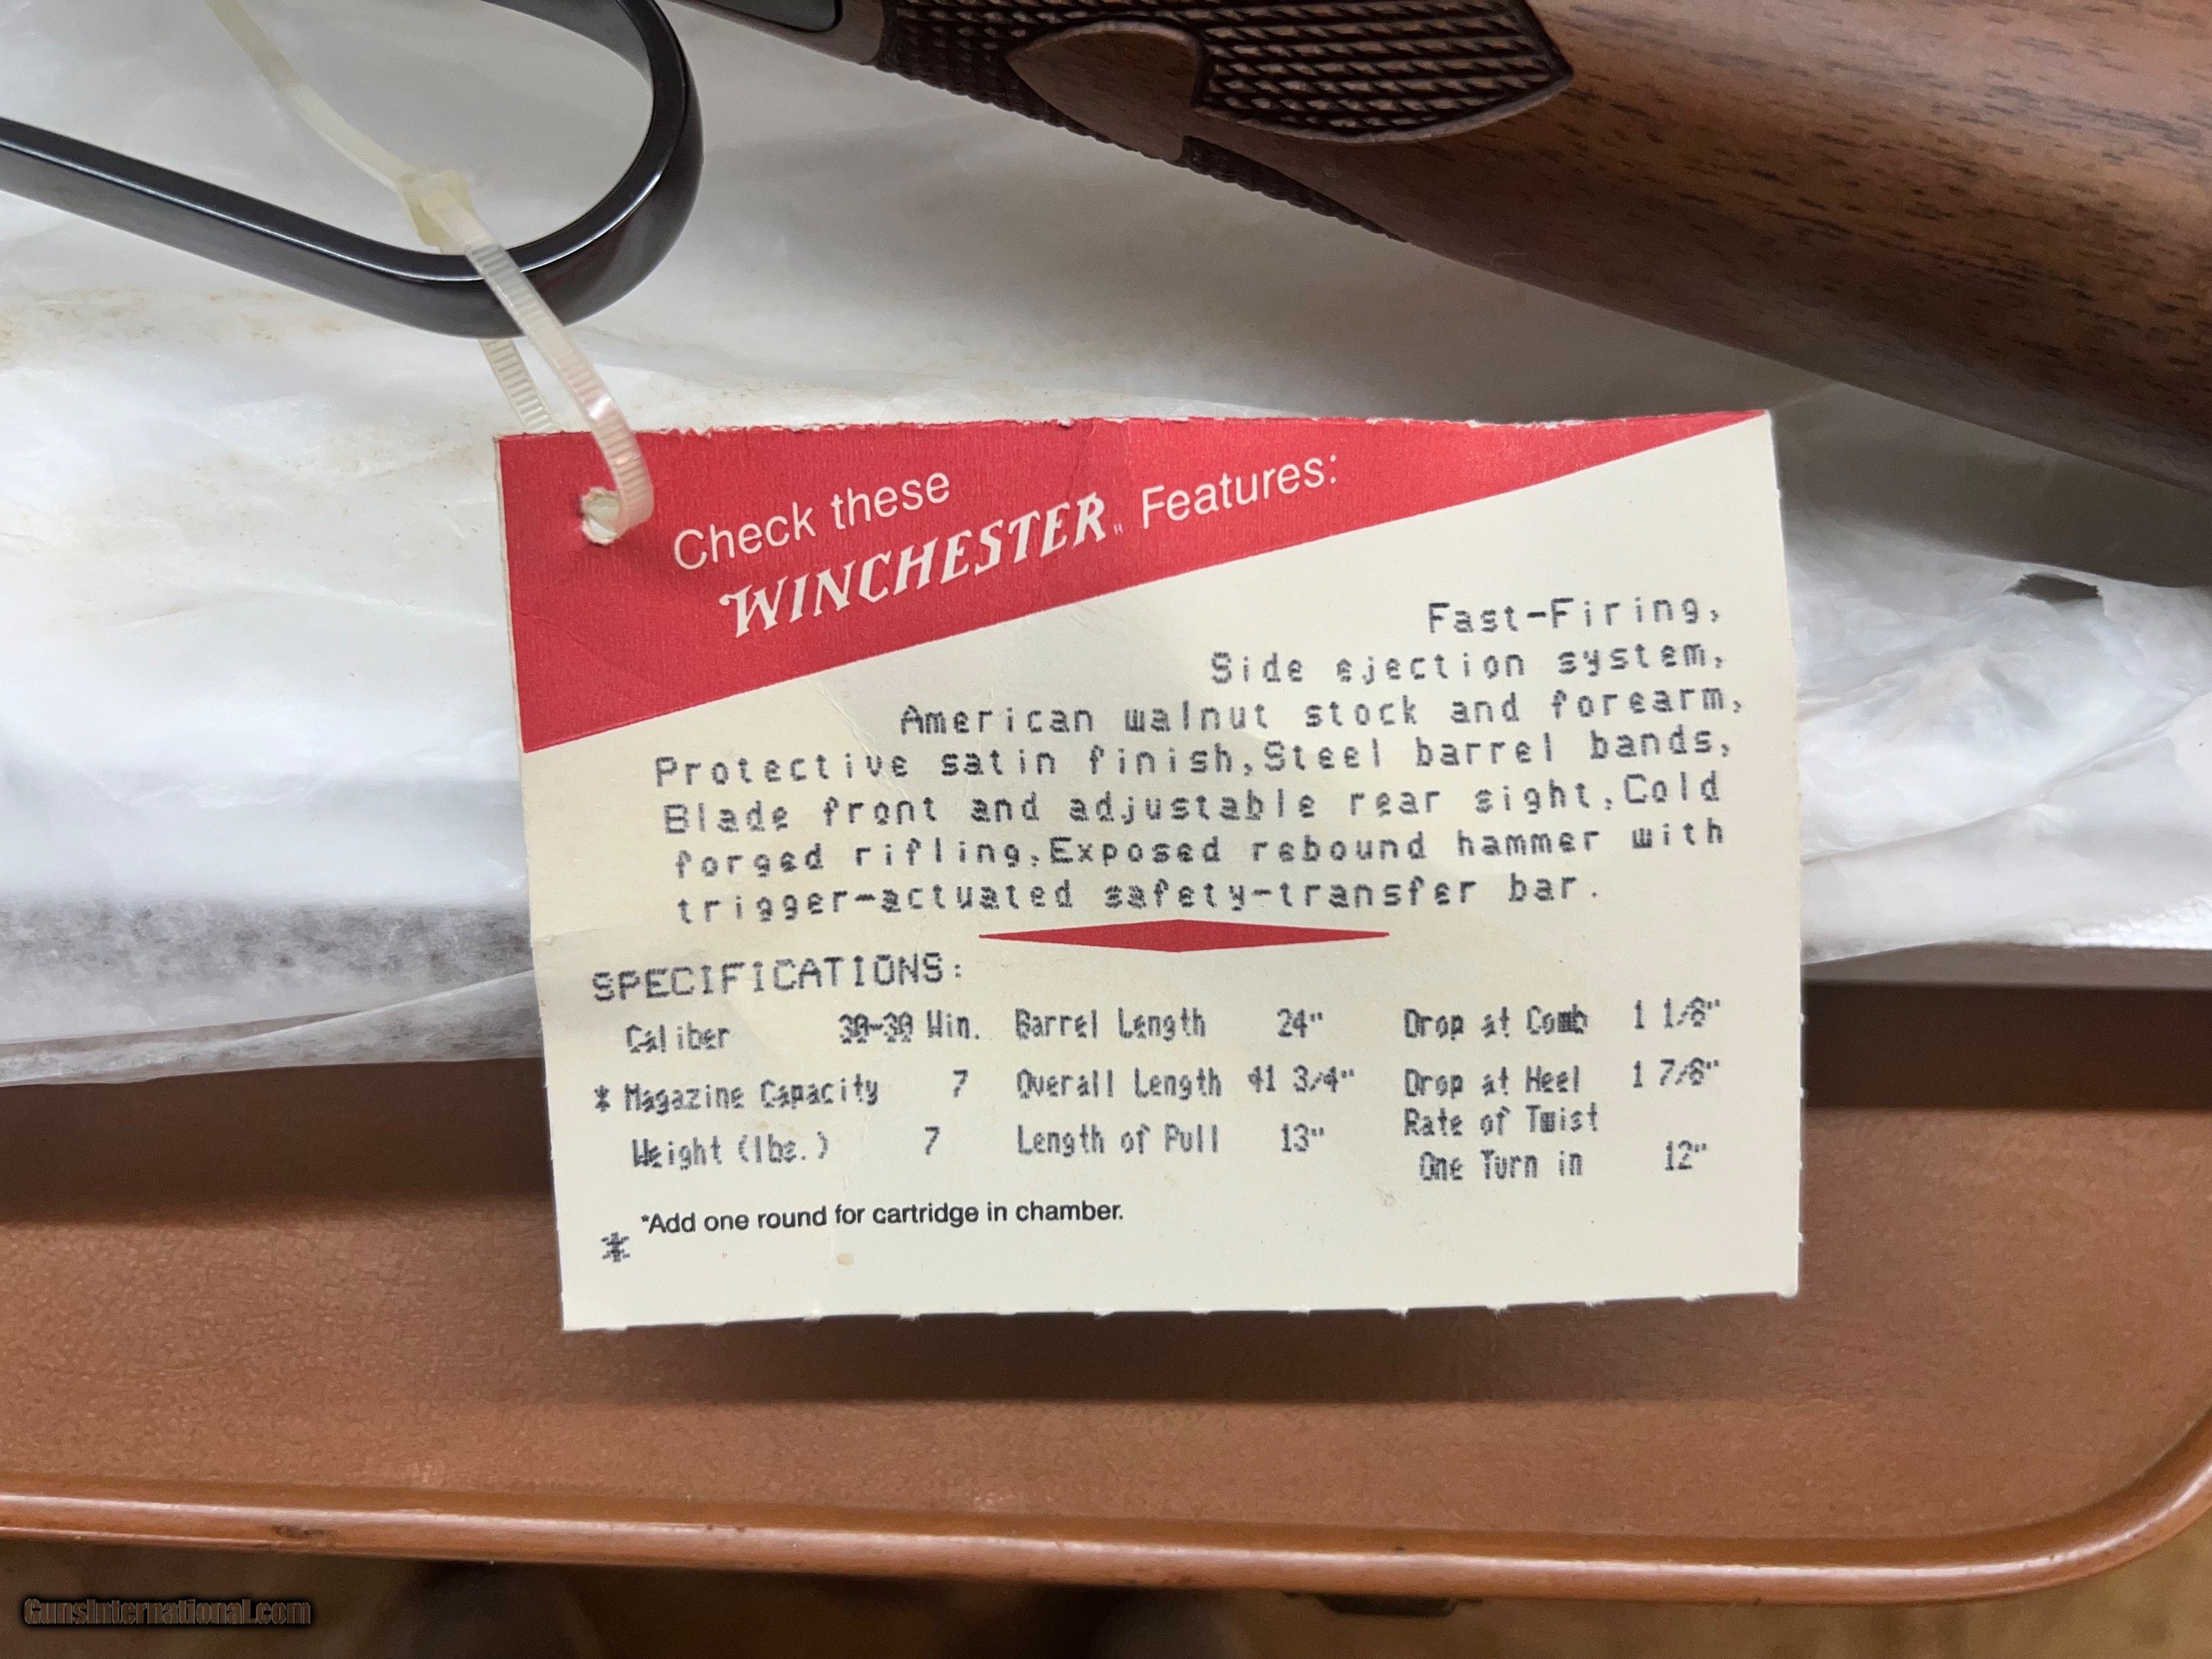 Check these
WINCHESTER® Features:
Fast-Firing,
Side ejection system,
American walnut stock and forearm,
Protective satin finish,Steel barrel bands,
Blade front and adjustable rear sight,Cold
forged rifling,Exposed rebound hammer with
trigger-actuated safety-transfer bar.
SPECIFICATIONS:
Caliber 30-30 Win. Barrel Length 24" Drop at Comb 1 1/8"
* Magazine Capacity 7 Overall Length 41 3/4" Drop at Heel 1 7/8"
Weight (lbs.) 7 Length of Pull 13" Rate of Twist
One Turn in 12"
*Add one round for cartridge in chamber.
*
GunsInternational.com